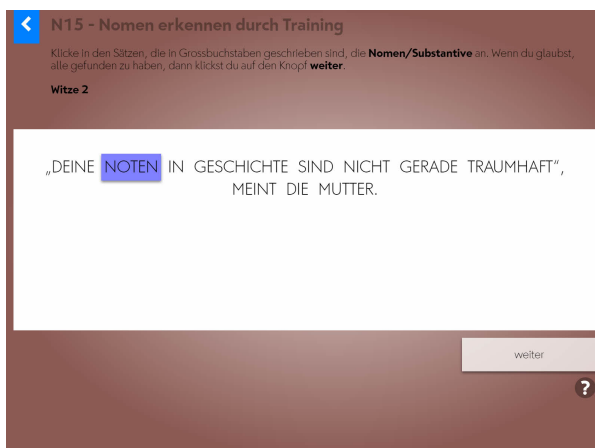 N15 - Nomen erkennen durch Training
Klicke in den Sätzen, die in Grossbuchstaben geschrieben sind, die Nomen/Substantive an. Wenn du glaubst,
alle gefunden zu haben, dann klickst du auf den Knopf weiter.
Witze 2
„DEINE NOTEN IN GESCHICHTE SIND NICHT GERADE TRAUMHAFT“,
MEINT DIE MUTTER.
weiter
?